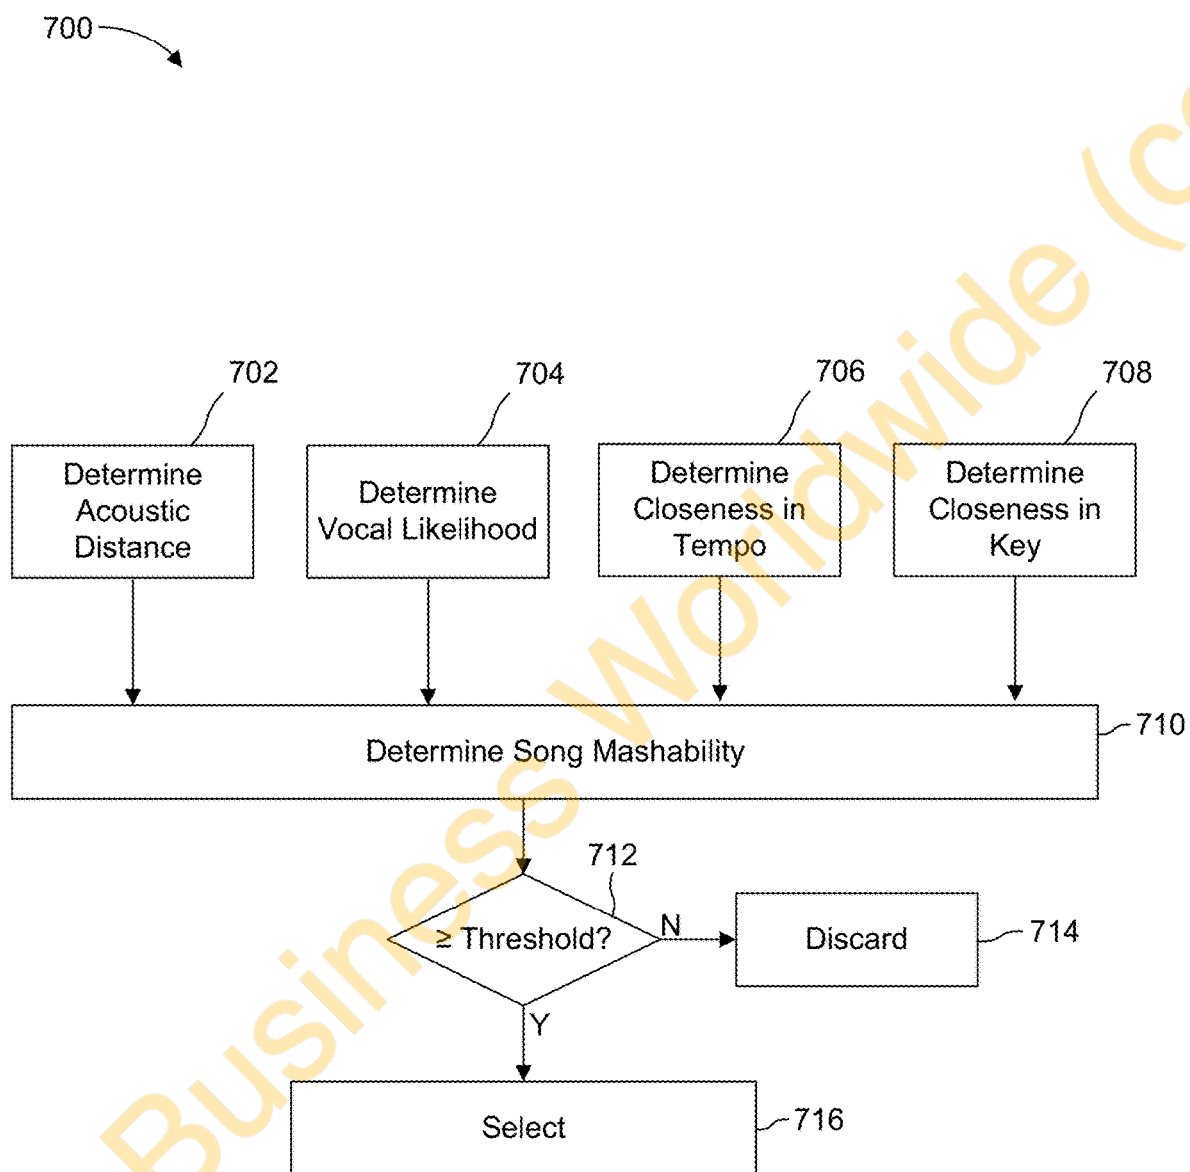 700
702
704
706
708
Determine
Acoustic
Distance
Determine
Vocal Likelihood
Determine
Closeness in
Tempo
Determine
Closeness in
Key
Determine Song Mashability
710
712
≥ Threshold?
N
Discard
714
Y
Select
716
Business Worldwide